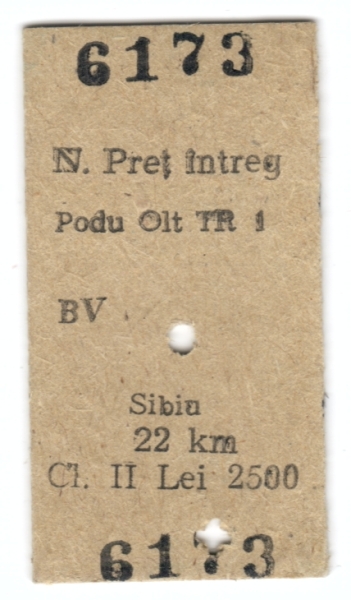 6173
N. Preț întreg
Podu Olt TR 1
BV
Sibiu
22 km
Cl. II Lei 2500
6173